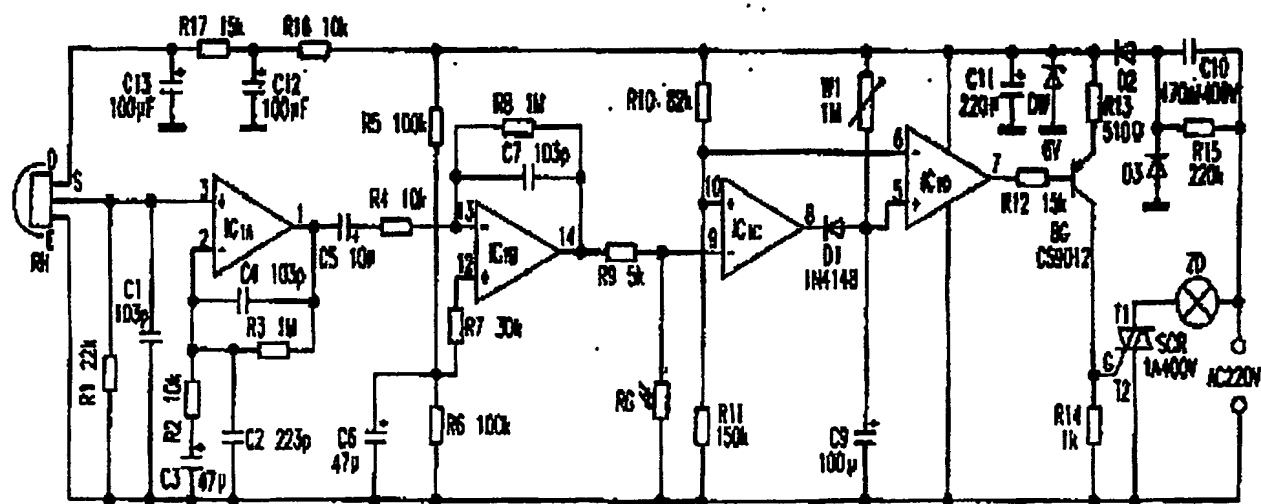 R17 15k
R16 10k
C13
100μF
C12
100μF
R5 100k
R8 1M
C7 103p
R4 10k
R10 82k
W1
1M
C11
220μ
DW
6V
R13
510Ω
D2
C10
470n/400V
R15
220k
D3
D
S
RH
3
2
1
IC1A
C4 103p
R3 1M
C5 10μ
13
12
14
IC1B
R7 30k
R9 5k
10
9
8
IC1C
D1
1N4148
6
5
7
IC1D
R12 15k
BG
CS9012
ZD
T1
G
T2
SCR
1A400V
AC220V
R1 22k
C1
103p
10k
R2
C3
47μ
C2 223p
C6
47μ
R6 100k
RG
R11
150k
C9
100μ
R14
1k